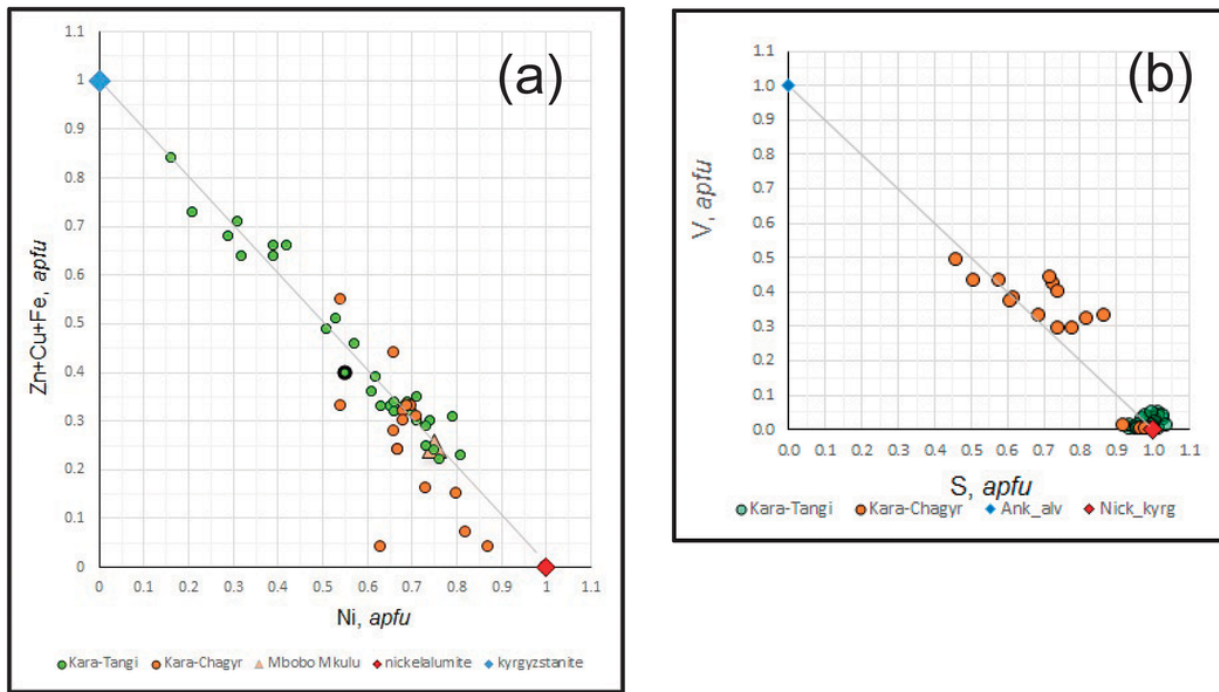 (a)
1.1
1
0.9
0.8
0.7
0.6
0.5
0.4
0.3
0.2
0.1
0
Zn+Cu+Fe, apfu
0 0.1 0.2 0.3 0.4 0.5 0.6 0.7 0.8 0.9 1 1.1
Ni, apfu
Kara-Tangi Kara-Chagyr Mbobo Mkulu nickelalumite kyrgyzstanite
(b)
1.1
1.0
0.9
0.8
0.7
0.6
0.5
0.4
0.3
0.2
0.1
0.0
V, apfu
0.0 0.1 0.2 0.3 0.4 0.5 0.6 0.7 0.8 0.9 1.0 1.1
S, apfu
Kara-Tangi Kara-Chagyr Ank_alv Nick_kyrg